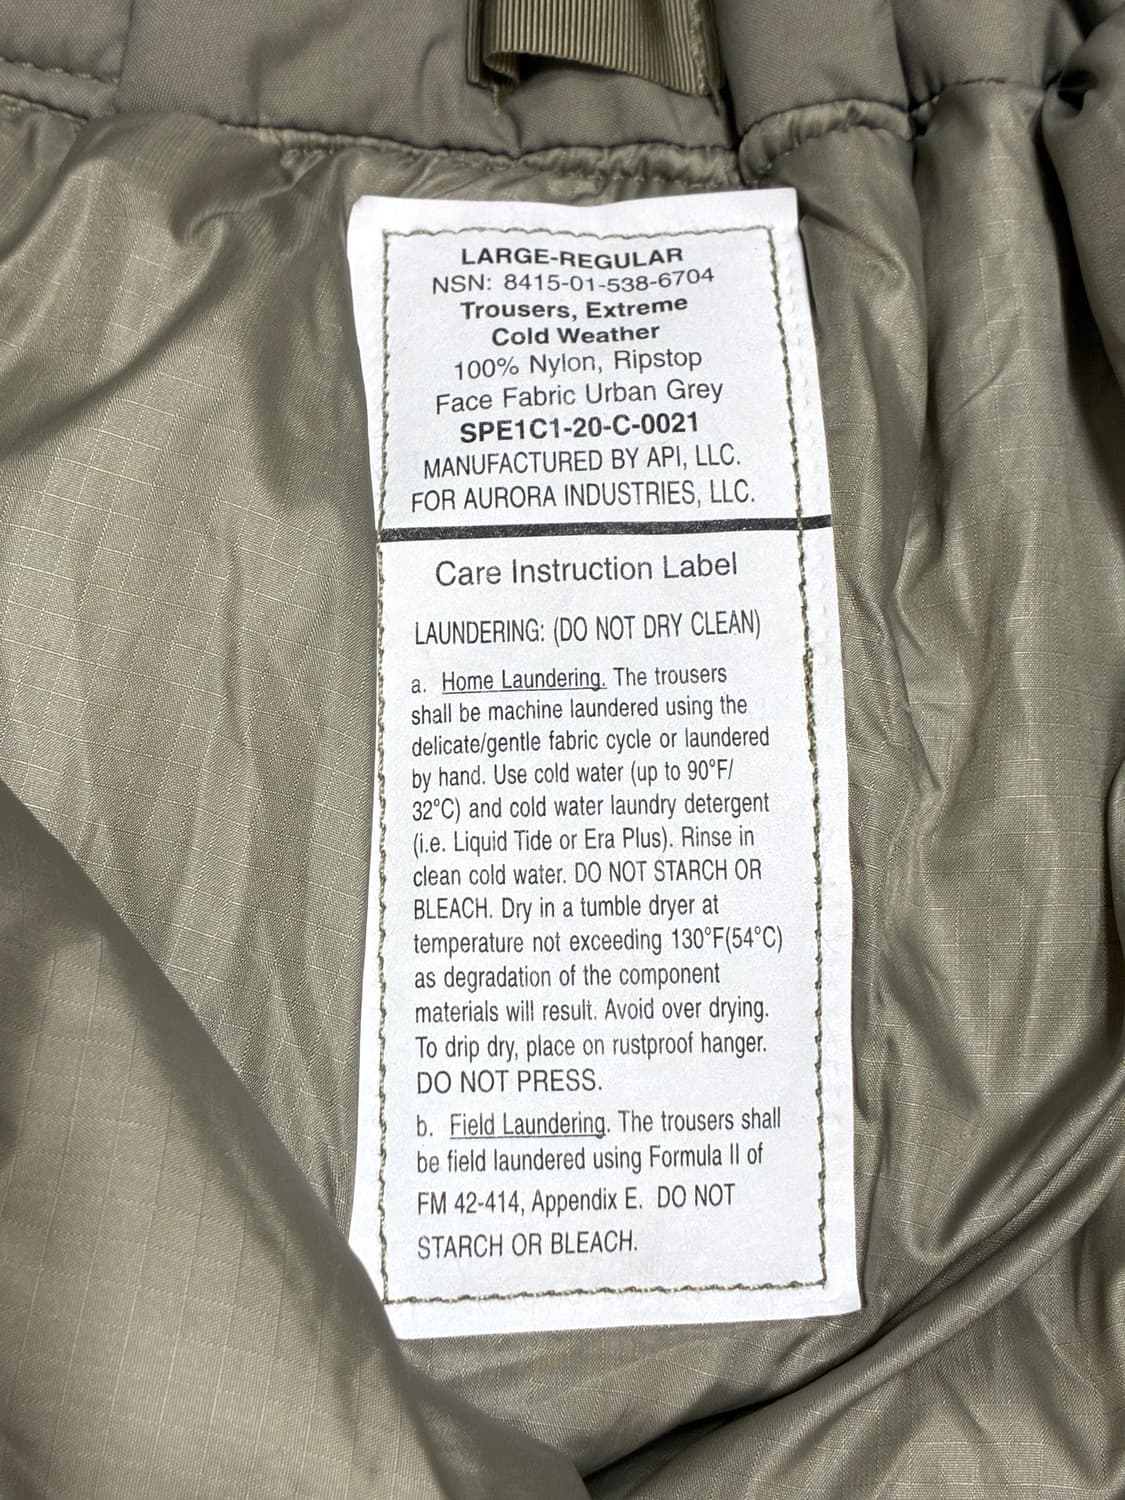 LARGE-REGULAR
NSN: 8415-01-538-6704
Trousers, Extreme
Cold Weather
100% Nylon, Ripstop
Face Fabric Urban Grey
SPE1C1-20-C-0021
MANUFACTURED BY API, LLC.
FOR AURORA INDUSTRIES, LLC.
Care Instruction Label
LAUNDERING: (DO NOT DRY CLEAN)
a. Home Laundering. The trousers
shall be machine laundered using the
delicate/gentle fabric cycle or laundered
by hand. Use cold water (up to 90°F/
32°C) and cold water laundry detergent
(i.e. Liquid Tide or Era Plus). Rinse in
clean cold water. DO NOT STARCH OR
BLEACH. Dry in a tumble dryer at
temperature not exceeding 130°F(54°C)
as degradation of the component
materials will result. Avoid over drying.
To drip dry, place on rustproof hanger.
DO NOT PRESS.
b. Field Laundering. The trousers shall
be field laundered using Formula II of
FM 42-414, Appendix E. DO NOT
STARCH OR BLEACH.